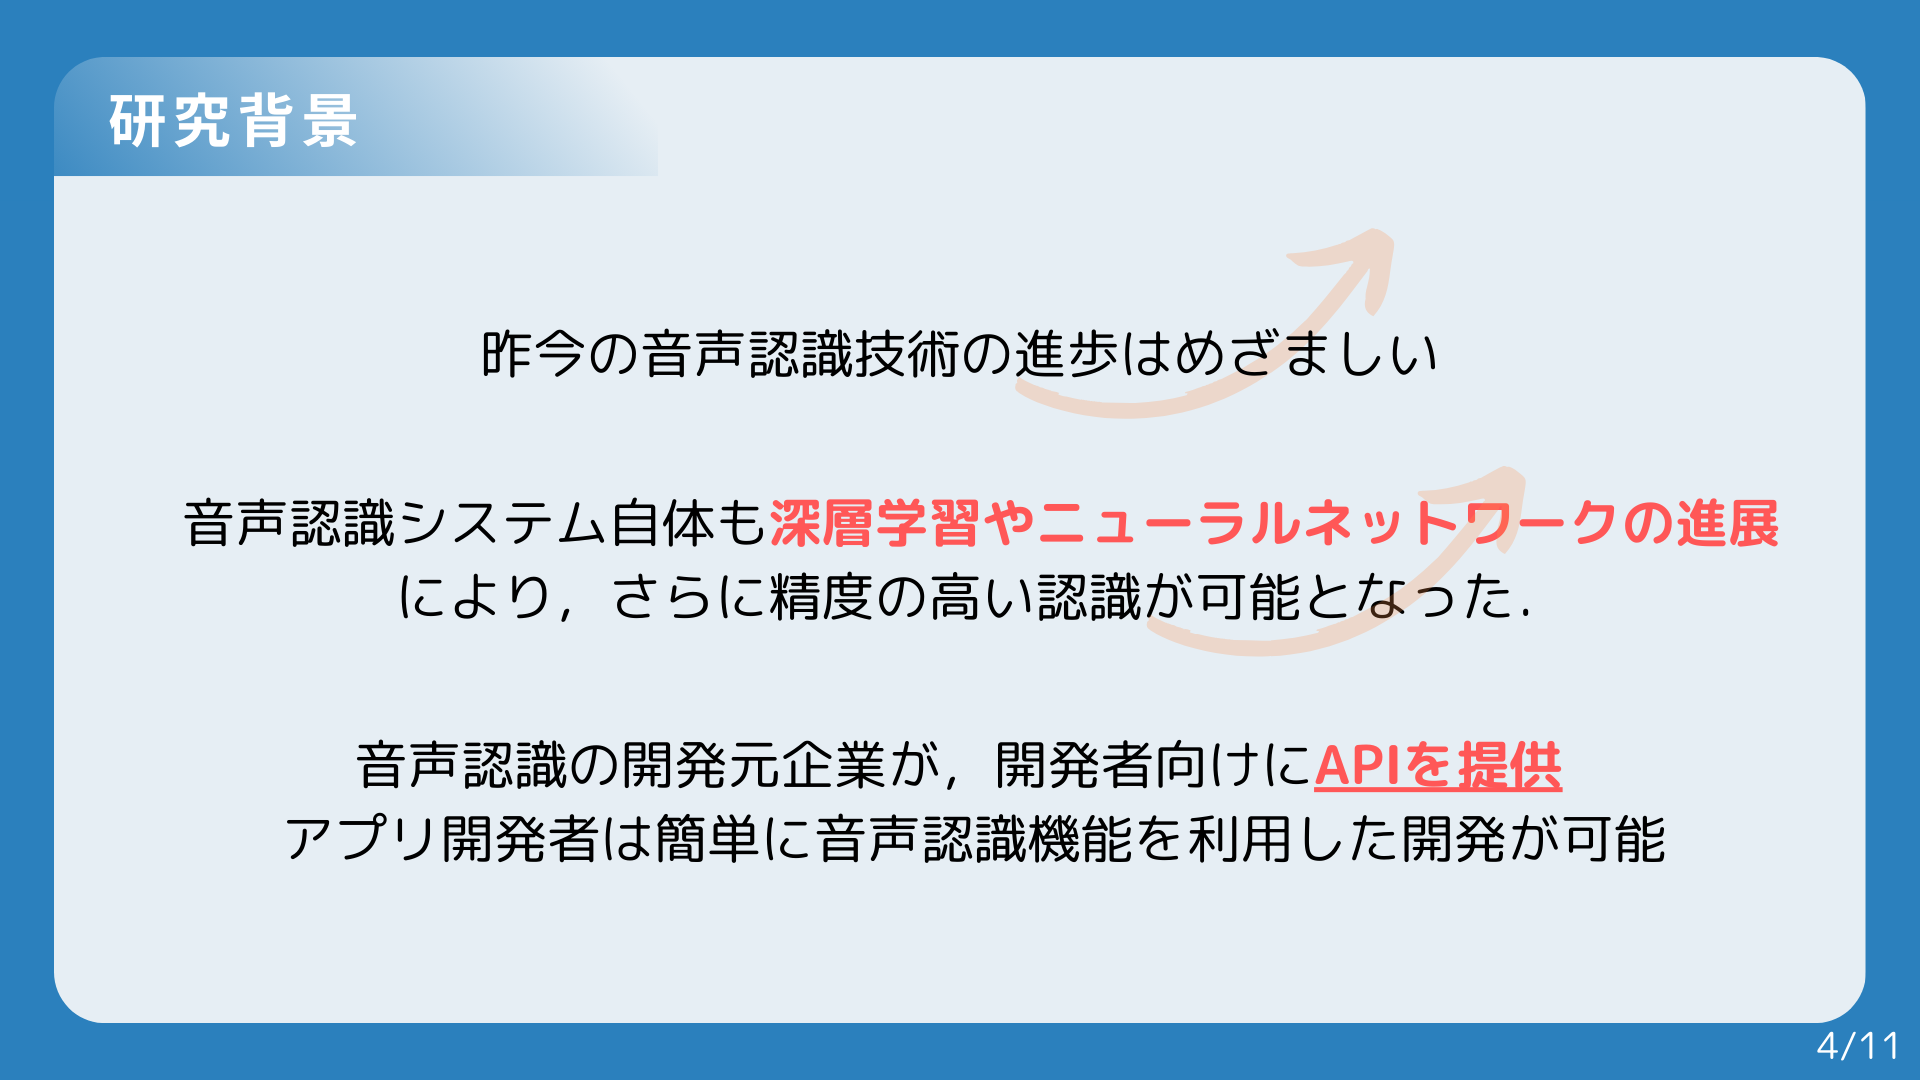 研究背景
昨今の音声認識技術の進歩はめざましい
音声認識システム自体も深層学習やニューラルネットワークの進展
により，さらに精度の高い認識が可能となった．
音声認識の開発元企業が，開発者向けにAPIを提供
アプリ開発者は簡単に音声認識機能を利用した開発が可能
4/11